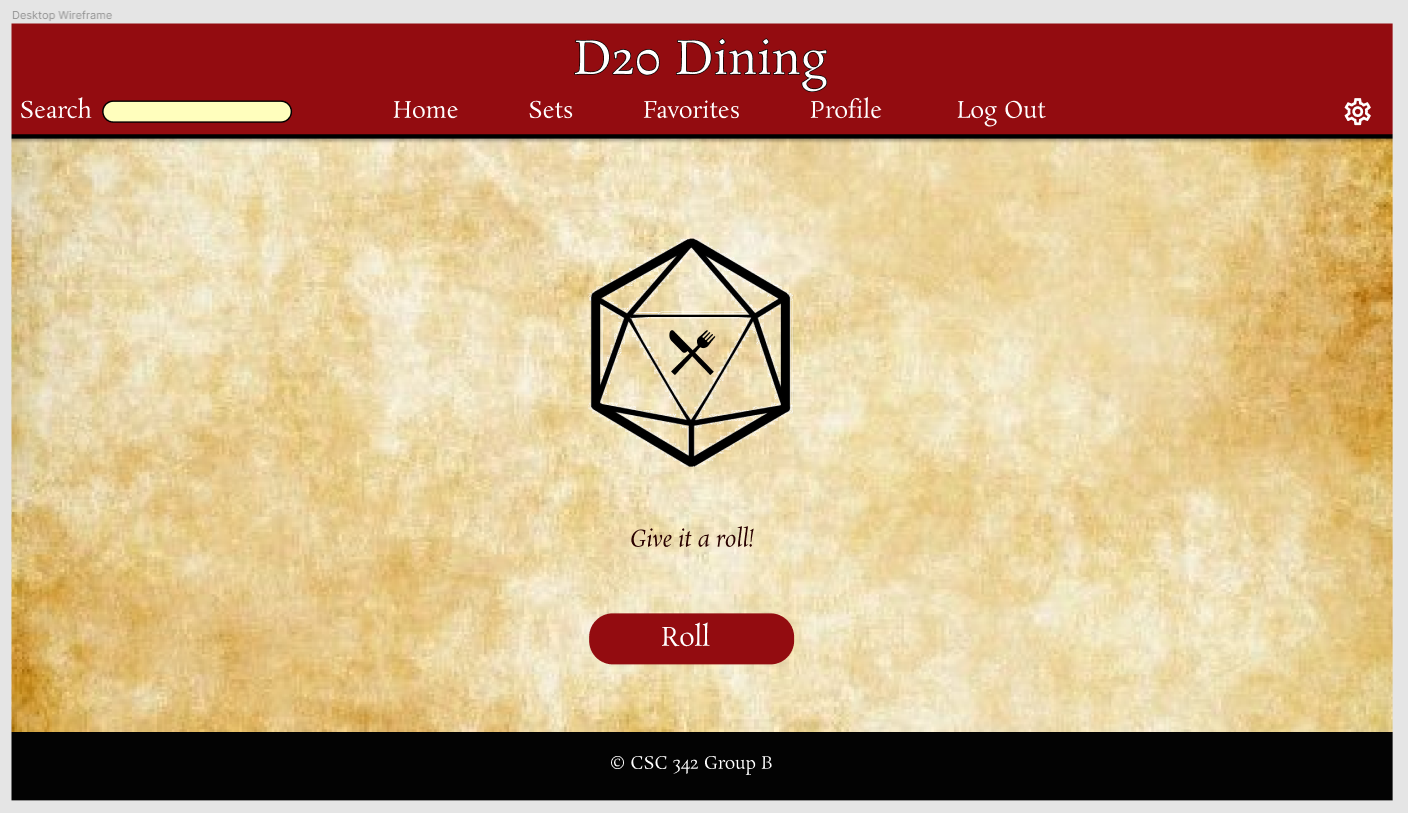 Desktop Wireframe
D20 Dining
Search Home Sets Favorites Profile Log Out
Give it a roll!
Roll
© CSC 342 Group B